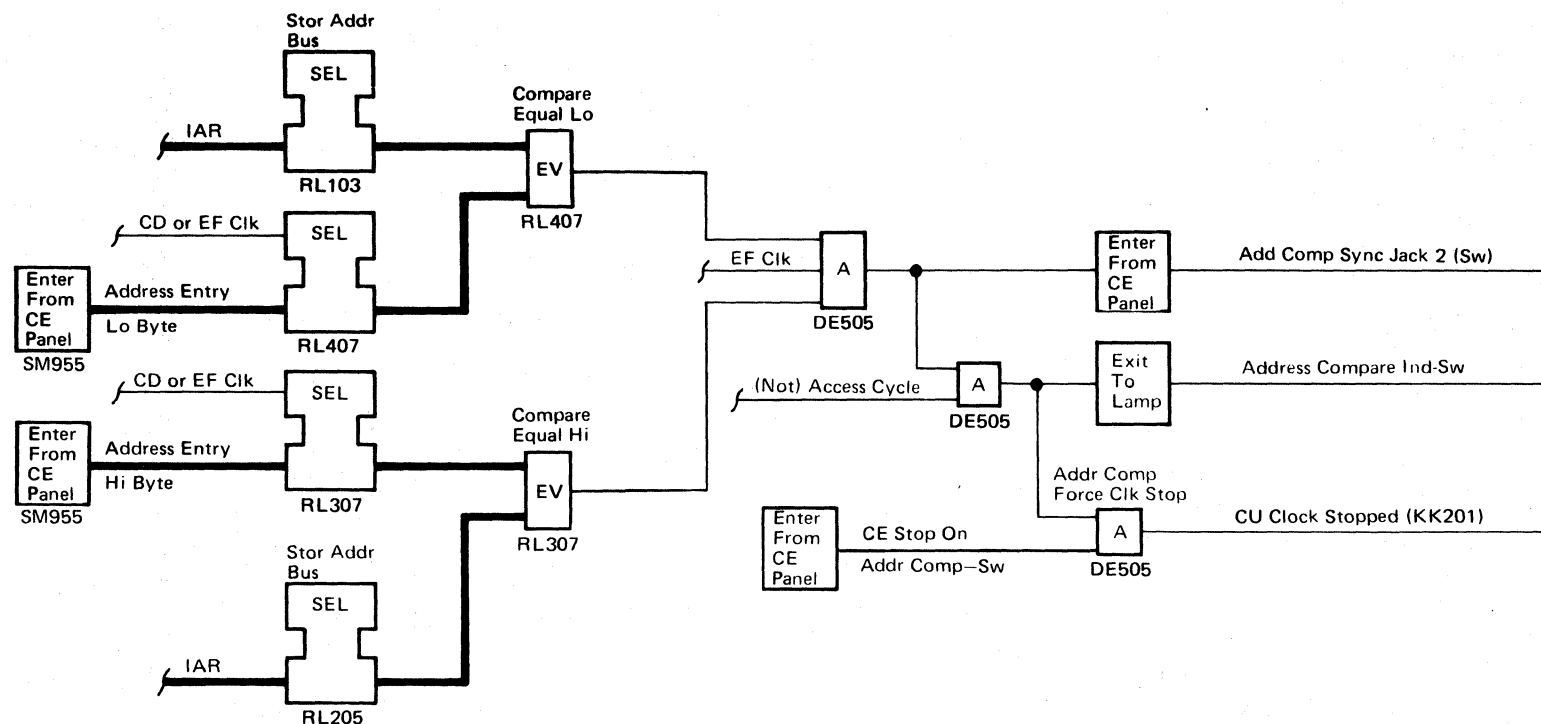 Stor Addr
Bus
SEL
IAR
RL103
Compare
Equal Lo
EV
RL407
CD or EF Clk
SEL
Enter
From
CE
Panel
SM955
Address Entry
Lo Byte
RL407
CD or EF Clk
SEL
Enter
From
CE
Panel
SM955
Address Entry
Hi Byte
RL307
Compare
Equal Hi
EV
RL307
Stor Addr
Bus
SEL
IAR
RL205
EF Clk
A
DE505
Enter
From
CE
Panel
Add Comp Sync Jack 2 (Sw)
(Not) Access Cycle
A
DE505
Exit
To
Lamp
Address Compare Ind-Sw
Addr Comp
Force Clk Stop
Enter
From
CE
Panel
CE Stop On
Addr Comp—Sw
A
DE505
CU Clock Stopped (KK201)